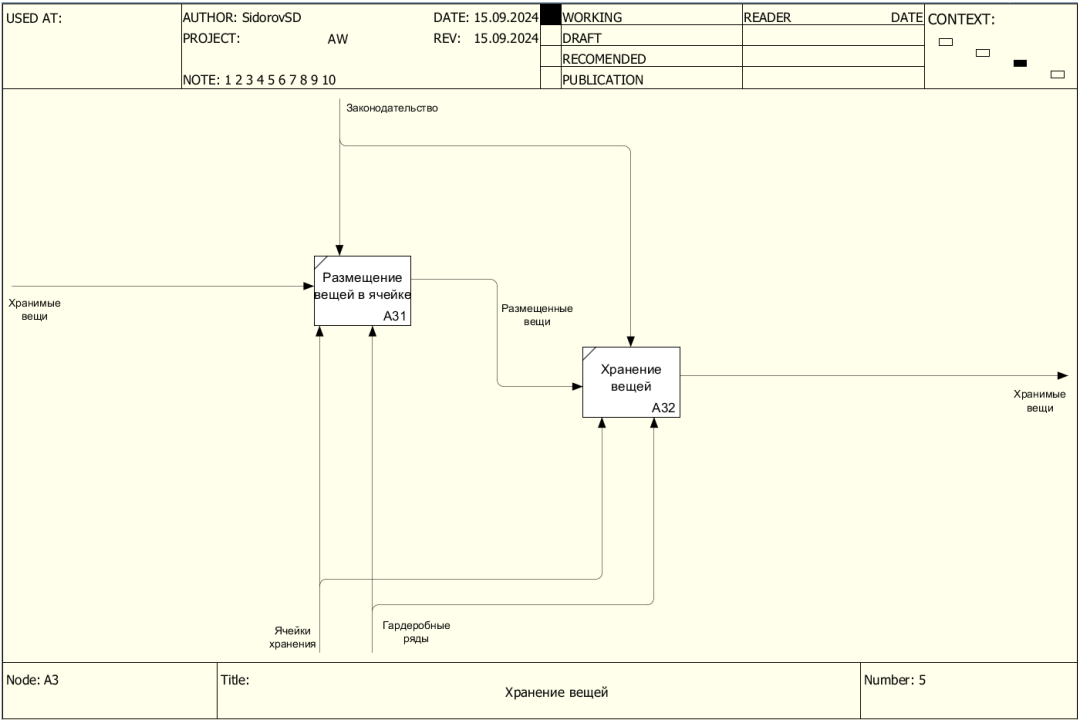 USED AT:
AUTHOR: SidorovSD
DATE: 15.09.2024
WORKING
READER
DATE
CONTEXT:
PROJECT:
AW
REV: 15.09.2024
DRAFT
RECOMENDED
NOTE: 1 2 3 4 5 6 7 8 9 10
PUBLICATION
Законодательство
Размещение
вещей в ячейке
A31
Хранимые
вещи
Размещенные
вещи
Хранение
вещей
A32
Хранимые
вещи
Ячейки
хранения
Гардеробные
ряды
Node: A3
Title:
Хранение вещей
Number: 5